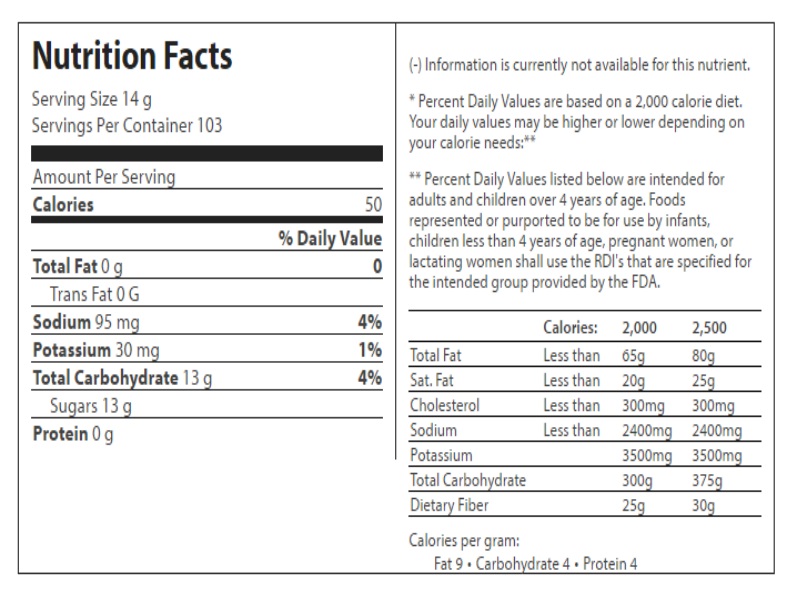 Nutrition Facts
Serving Size 14 g
Servings Per Container 103
Amount Per Serving
Calories 50
% Daily Value
Total Fat 0 g 0
Trans Fat 0 G
Sodium 95 mg 4%
Potassium 30 mg 1%
Total Carbohydrate 13 g 4%
Sugars 13 g
Protein 0 g
(-) Information is currently not available for this nutrient.
* Percent Daily Values are based on a 2,000 calorie diet.
Your daily values may be higher or lower depending on
your calorie needs:**
** Percent Daily Values listed below are intended for
adults and children over 4 years of age. Foods
represented or purported to be for use by infants,
children less than 4 years of age, pregnant women, or
lactating women shall use the RDI's that are specified for
the intended group provided by the FDA.
Calories: 2,000 2,500
Total Fat Less than 65g 80g
Sat. Fat Less than 20g 25g
Cholesterol Less than 300mg 300mg
Sodium Less than 2400mg 2400mg
Potassium 3500mg 3500mg
Total Carbohydrate 300g 375g
Dietary Fiber 25g 30g
Calories per gram:
Fat 9 • Carbohydrate 4 • Protein 4